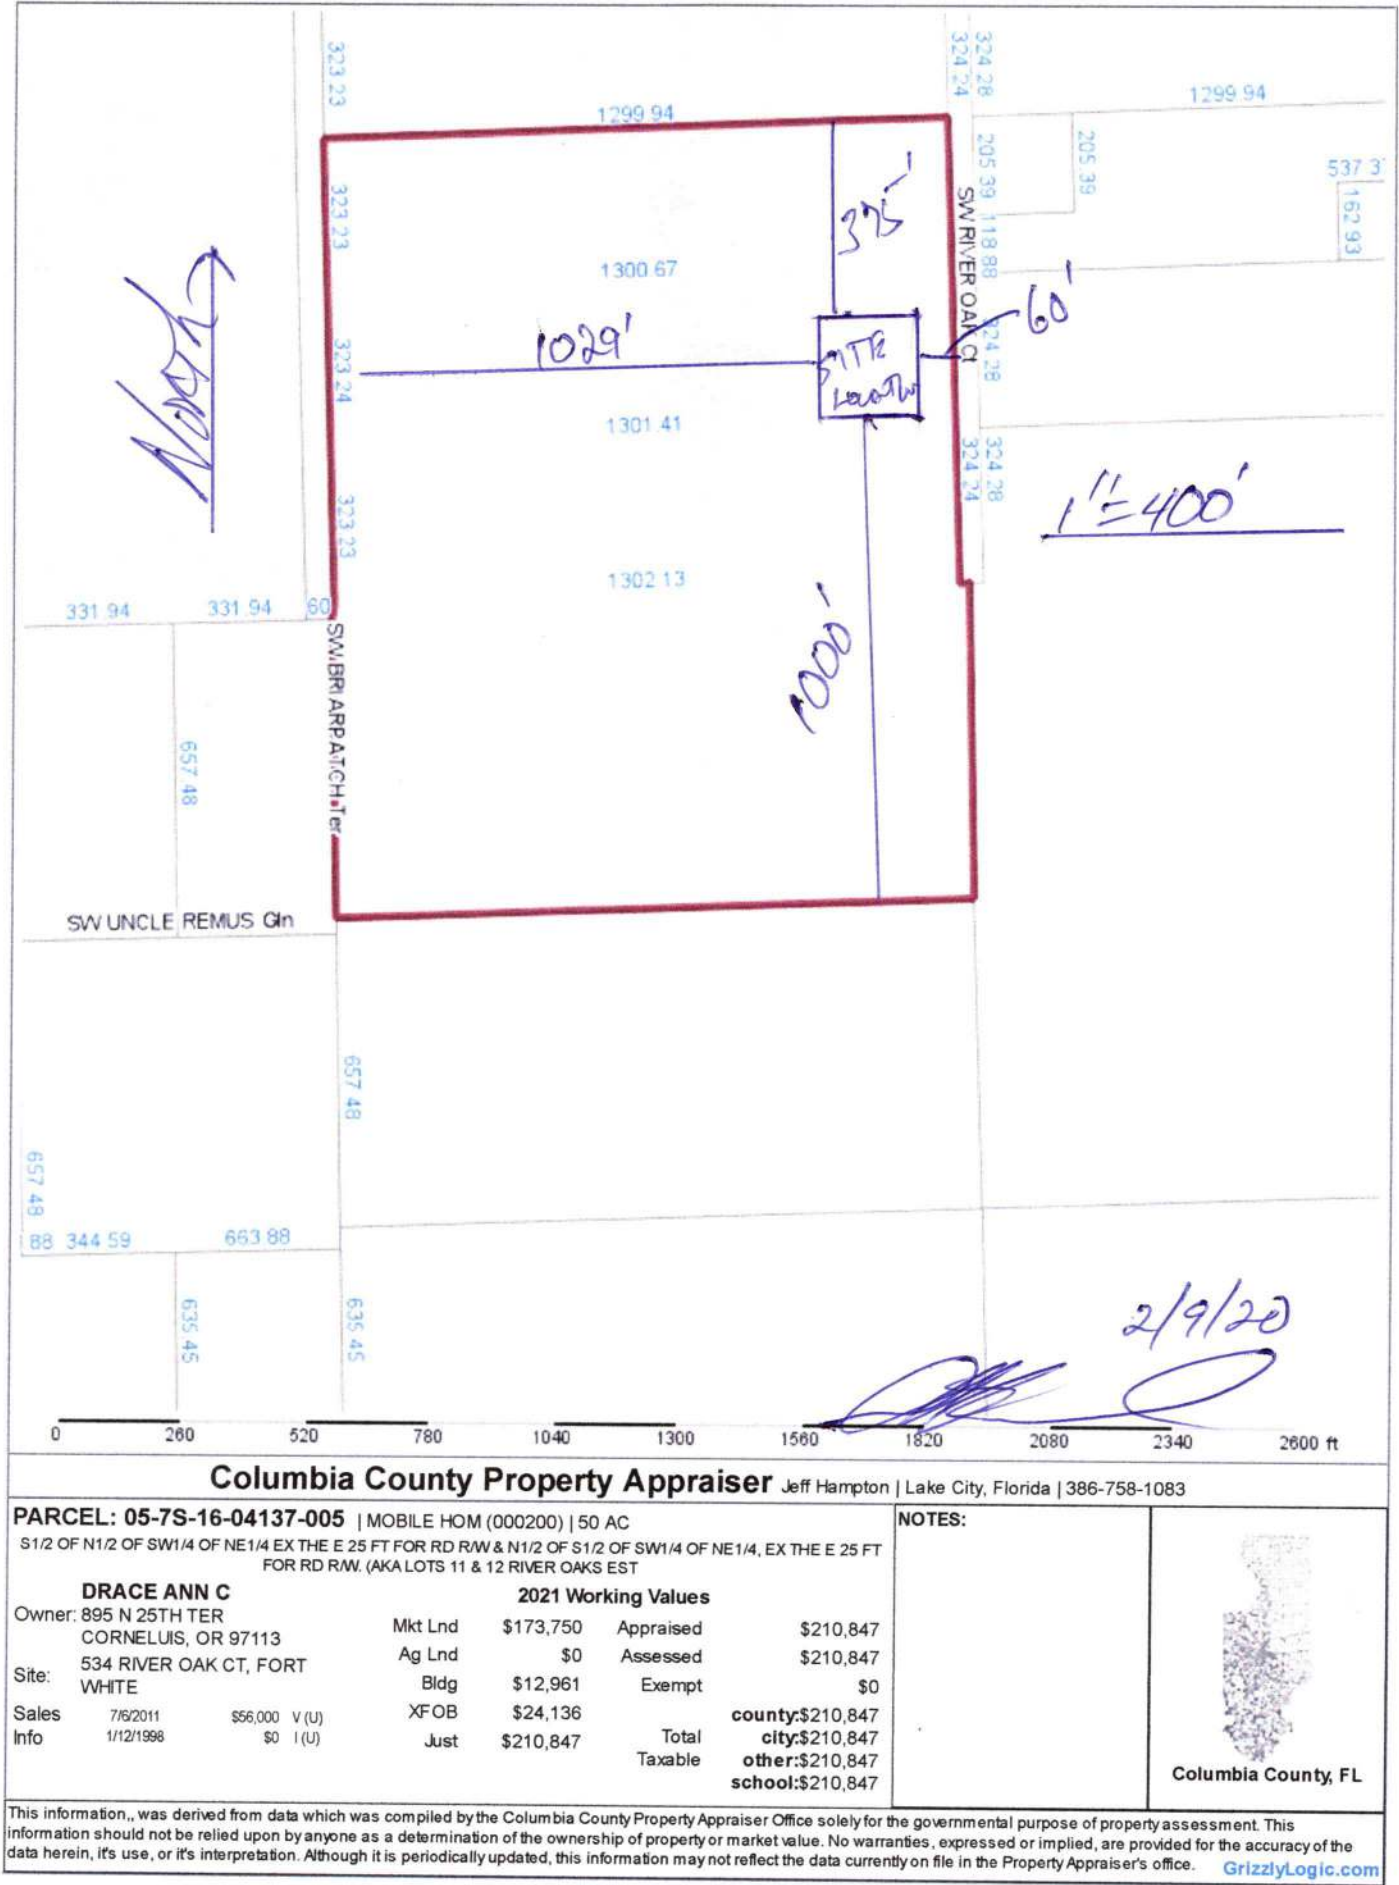 323.23
324.24
324.28
1299.94
1299.94
205.39
205.39
537.3
162.93
323.23
375'
SW RIVER OAK Ct
118.88
1300.67
North
60'
1029'
323.24
324.28
1301.41
324.24
324.28
1"=400'
323.23
1302.13
1000'
331.94 331.94 60
SW BRIARPATCH Ter
657.48
SW UNCLE REMUS Gln
657.48
657.48
88 344.59 663.88
635.45
635.45
2/9/20
0 260 520 780 1040 1300 1560 1820 2080 2340 2600 ft
Columbia County Property Appraiser Jeff Hampton | Lake City, Florida | 386-758-1083
PARCEL: 05-7S-16-04137-005 | MOBILE HOM (000200) | 50 AC
NOTES:
S1/2 OF N1/2 OF SW1/4 OF NE1/4 EX THE E 25 FT FOR RD R/W & N1/2 OF S1/2 OF SW1/4 OF NE1/4, EX THE E 25 FT
FOR RD R/W. (AKA LOTS 11 & 12 RIVER OAKS EST
DRACE ANN C
Owner: 895 N 25TH TER
CORNELUIS, OR 97113
Site: 534 RIVER OAK CT, FORT
WHITE
Sales 7/6/2011 $56,000 V (U)
Info 1/12/1998 $0 I (U)
2021 Working Values
Mkt Lnd $173,750 Appraised $210,847
Ag Lnd $0 Assessed $210,847
Bldg $12,961 Exempt $0
XFOB $24,136 county:$210,847
Just $210,847 Total city:$210,847
Taxable other:$210,847
school:$210,847
Columbia County, FL
This information,, was derived from data which was compiled by the Columbia County Property Appraiser Office solely for the governmental purpose of property assessment. This
information should not be relied upon by anyone as a determination of the ownership of property or market value. No warranties, expressed or implied, are provided for the accuracy of the
data herein, it's use, or it's interpretation. Although it is periodically updated, this information may not reflect the data currently on file in the Property Appraiser's office. GrizzlyLogic.com